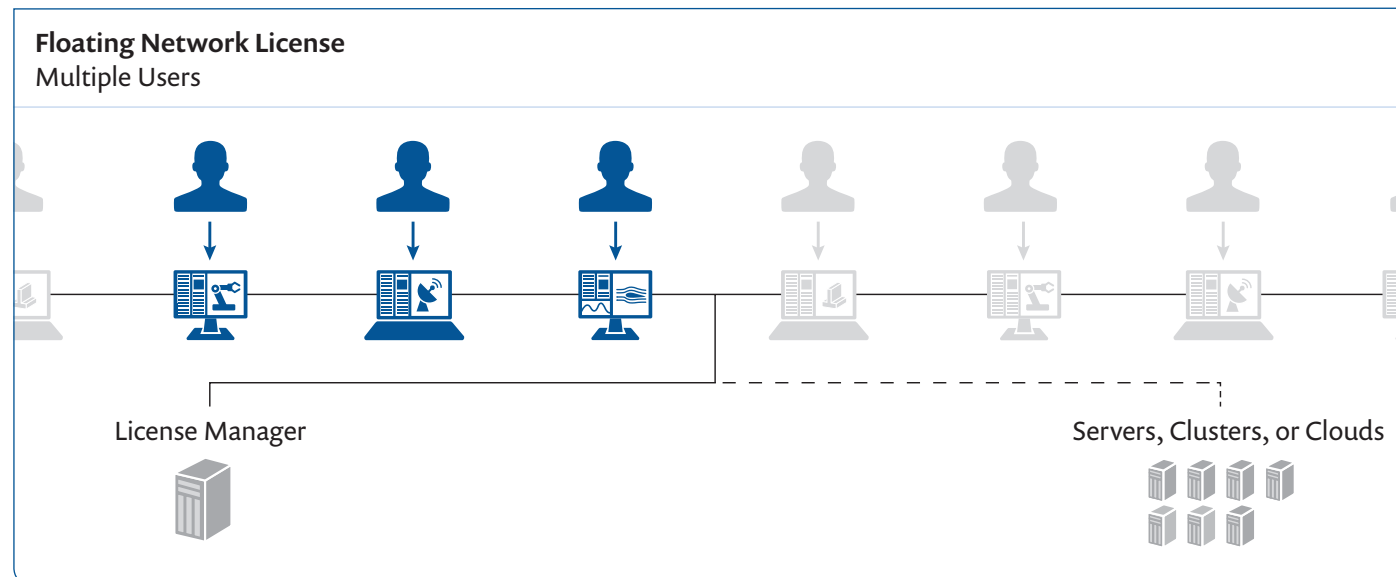 Floating Network License
Multiple Users
License Manager
Servers, Clusters, or Clouds